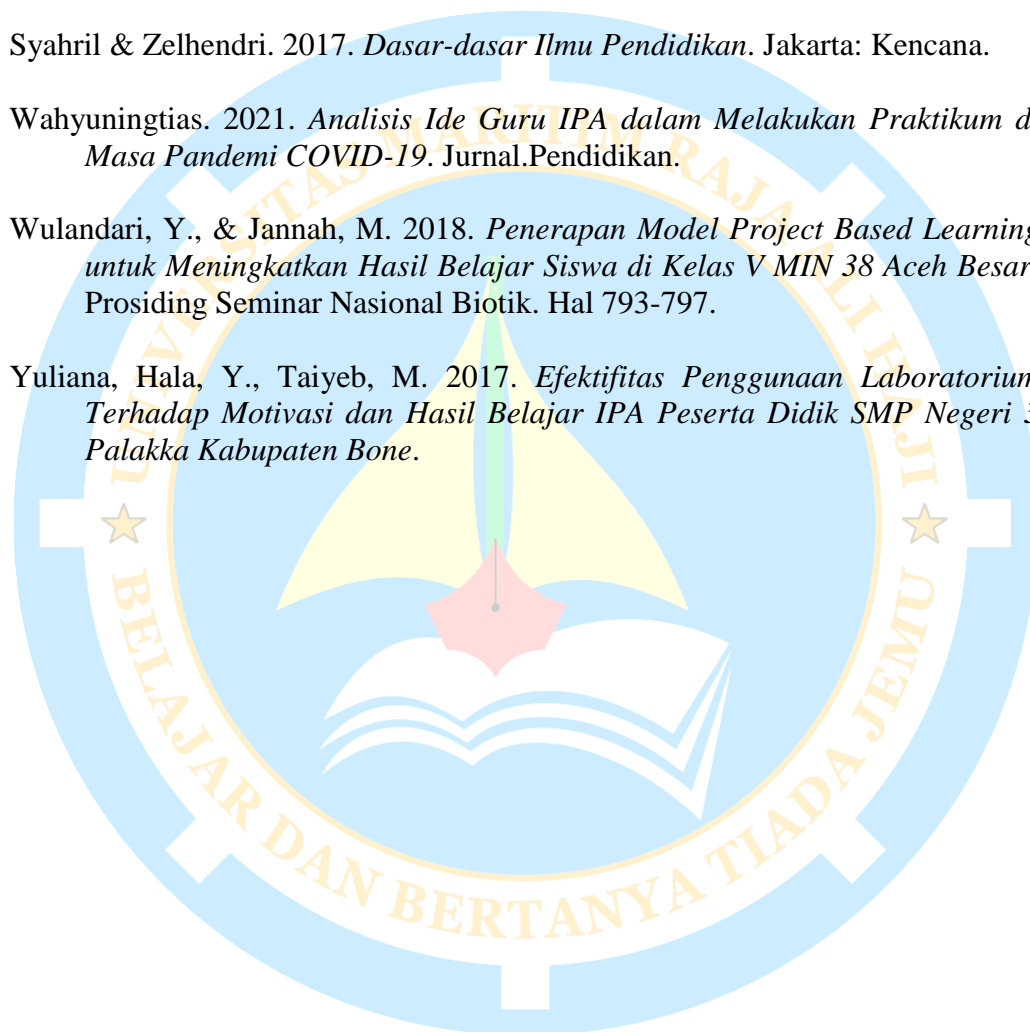 Syahril & Zelhendri. 2017. Dasar-dasar Ilmu Pendidikan. Jakarta: Kencana.
Wahyuningtias. 2021. Analisis Ide Guru IPA dalam Melakukan Praktikum d
Masa Pandemi COVID-19. Jurnal.Pendidikan.
Wulandari, Y., & Jannah, M. 2018. Penerapan Model Project Based Learning
untuk Meningkatkan Hasil Belajar Siswa di Kelas V MIN 38 Aceh Besar
Prosiding Seminar Nasional Biotik. Hal 793-797.
Yuliana, Hala, Y., Taiyeb, M. 2017. Efektifitas Penggunaan Laboratorium
Terhadap Motivasi dan Hasil Belajar IPA Peserta Didik SMP Negeri 3
Palakka Kabupaten Bone.
UNIVERSITAS MARITIM RAJA ALI HAJI
BELAJAR DAN BERTANYA TIADA JEMU